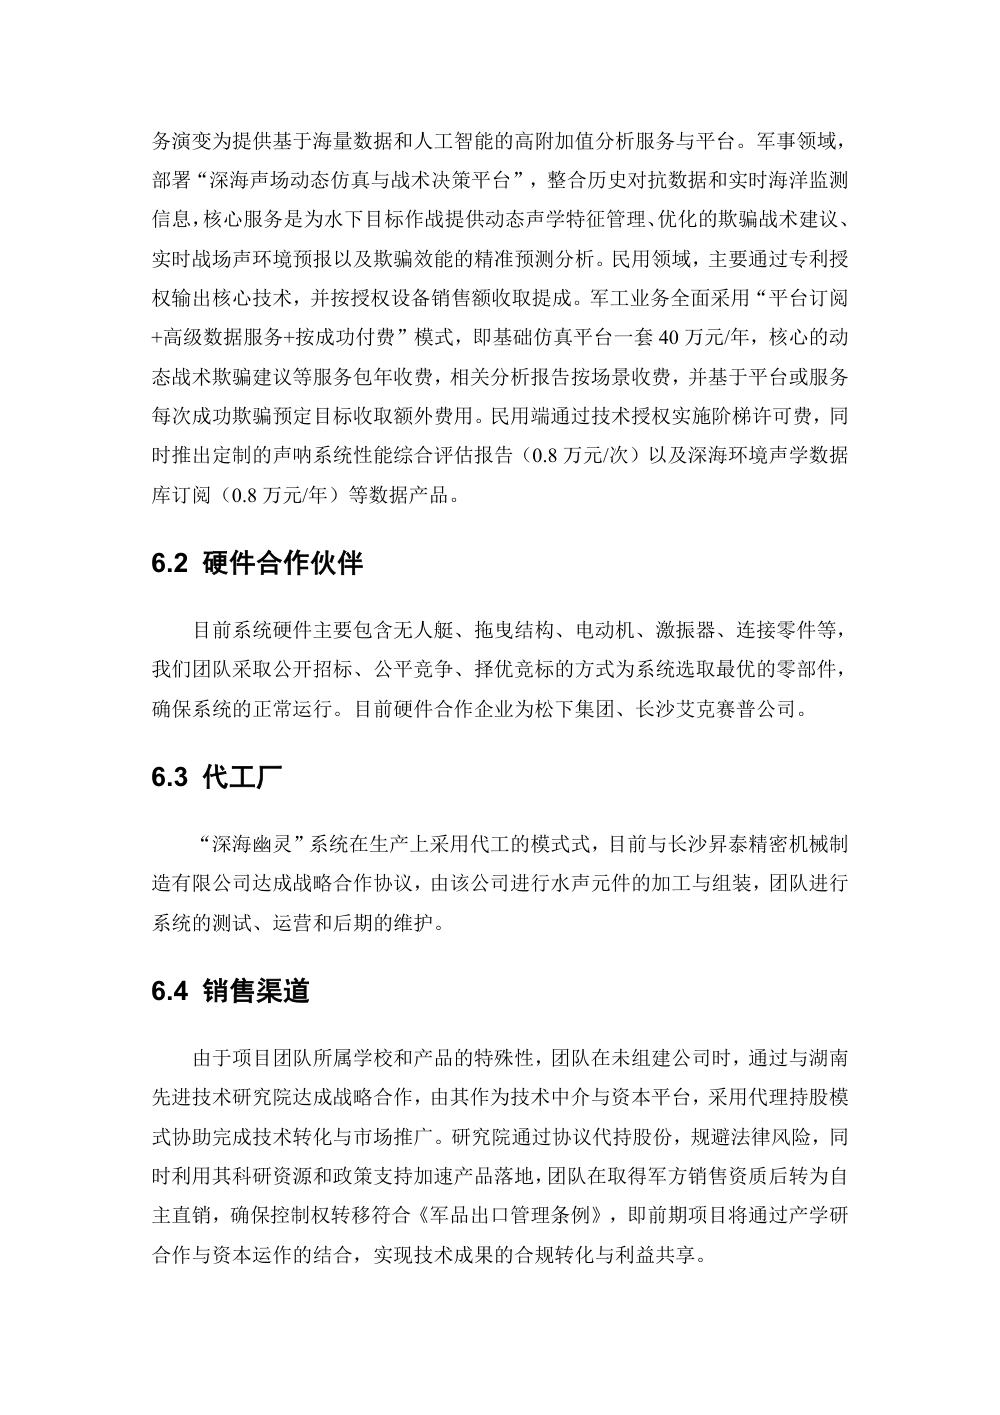 务演变为提供基于海量数据和人工智能的高附加值分析服务与平台。军事领域，
部署“深海声场动态仿真与战术决策平台”，整合历史对抗数据和实时海洋监测
信息，核心服务是为水下目标作战提供动态声学特征管理、优化的欺骗战术建议、
实时战场声环境预报以及欺骗效能的精准预测分析。民用领域，主要通过专利授
权输出核心技术，并按授权设备销售额收取提成。军工业务全面采用“平台订阅
+高级数据服务+按成功付费”模式，即基础仿真平台一套 40 万元/年，核心的动
态战术欺骗建议等服务包年收费，相关分析报告按场景收费，并基于平台或服务
每次成功欺骗预定目标收取额外费用。民用端通过技术授权实施阶梯许可费，同
时推出定制的声呐系统性能综合评估报告（0.8 万元/次）以及深海环境声学数据
库订阅（0.8 万元/年）等数据产品。
6.2 硬件合作伙伴
目前系统硬件主要包含无人艇、拖曳结构、电动机、激振器、连接零件等，
我们团队采取公开招标、公平竞争、择优竞标的方式为系统选取最优的零部件，
确保系统的正常运行。目前硬件合作企业为松下集团、长沙艾克赛普公司。
6.3 代工厂
“深海幽灵”系统在生产上采用代工的模式式，目前与长沙昇泰精密机械制
造有限公司达成战略合作协议，由该公司进行水声元件的加工与组装，团队进行
系统的测试、运营和后期的维护。
6.4 销售渠道
由于项目团队所属学校和产品的特殊性，团队在未组建公司时，通过与湖南
先进技术研究院达成战略合作，由其作为技术中介与资本平台，采用代理持股模
式协助完成技术转化与市场推广。研究院通过协议代持股份，规避法律风险，同
时利用其科研资源和政策支持加速产品落地，团队在取得军方销售资质后转为自
主直销，确保控制权转移符合《军品出口管理条例》，即前期项目将通过产学研
合作与资本运作的结合，实现技术成果的合规转化与利益共享。